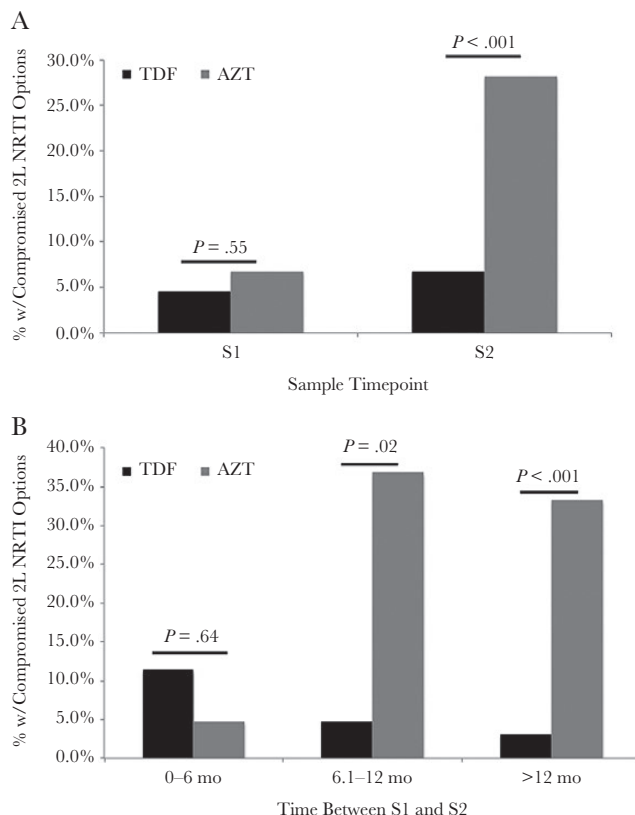 A
% w/Compromised 2L NRTI Options
30.0%
25.0%
20.0%
15.0%
10.0%
5.0%
0.0%
TDF AZT
P < .001
P = .55
S1 S2
Sample Timepoint
B
% w/Compromised 2L NRTI Options
40.0%
35.0%
30.0%
25.0%
20.0%
15.0%
10.0%
5.0%
0.0%
TDF AZT
P = .02
P < .001
P = .64
0–6 mo 6.1–12 mo >12 mo
Time Between S1 and S2